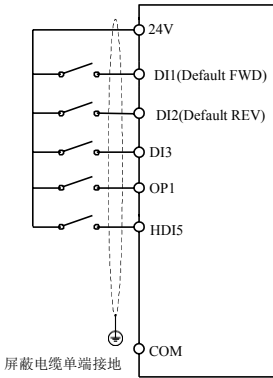 24V
DI1(Default FWD)
DI2(Default REV)
DI3
OP1
HDI5
COM
屏蔽电缆单端接地